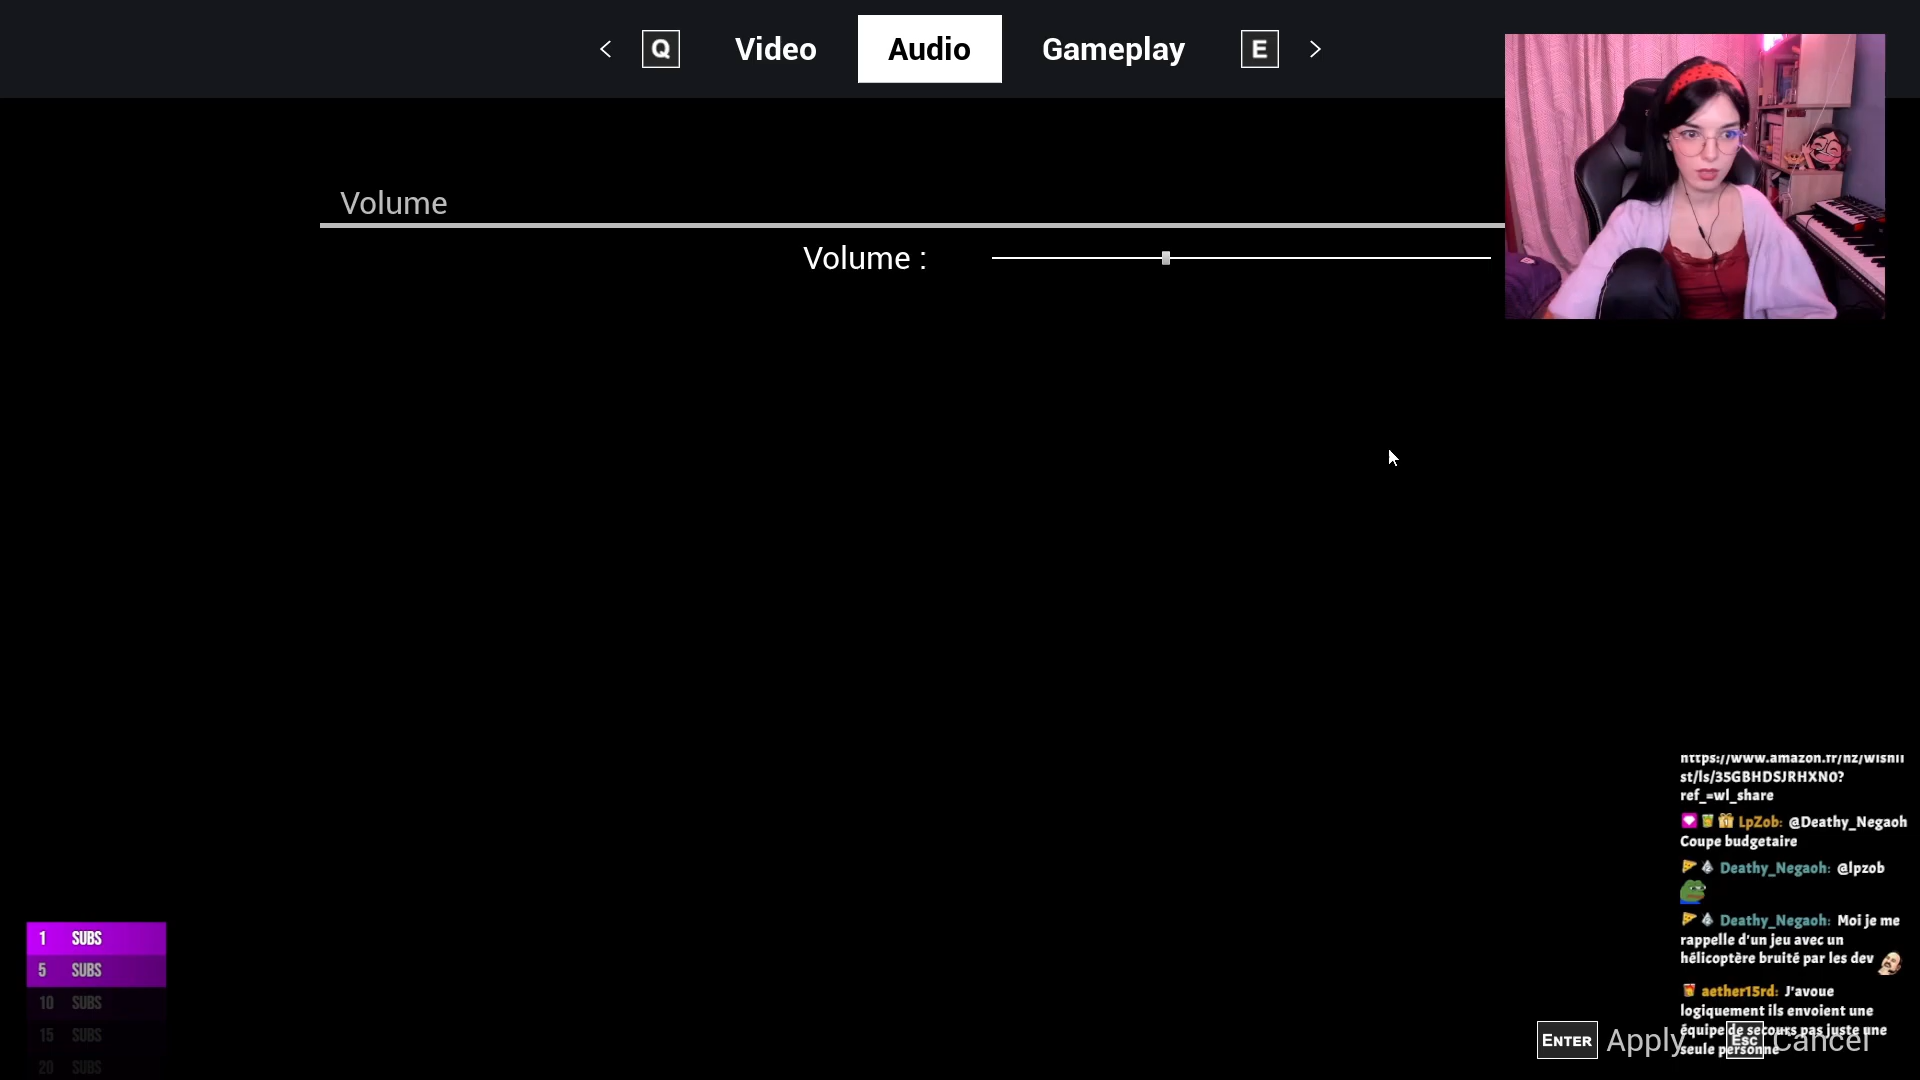 Q Video Audio Gameplay E
Volume
Volume :
https://www.amazon.fr/hz/wishli
st/ls/35GBHDSJRHXN0?
ref_=wl_share
LpZob: @Deathy_Negaoh
Coupe budgetaire
Deathy_Negaoh: @lpzob
Deathy_Negaoh: Moi je me
rappelle d'un jeu avec un
hélicoptère bruité par les dev
aether15rd: J'avoue
logiquement ils envoient une
équipe de secours pas juste une
seule personne
1 SUBS
5 SUBS
10 SUBS
15 SUBS
20 SUBS
ENTER Apply Esc Cancel